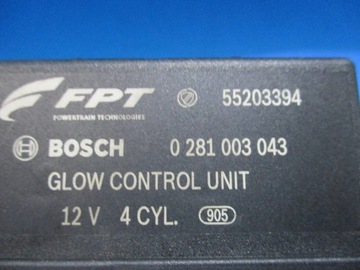 FPT 55203394
POWERTRAIN TECHNOLOGIES
BOSCH 0 281 003 043
GLOW CONTROL UNIT
12 V 4 CYL. 905